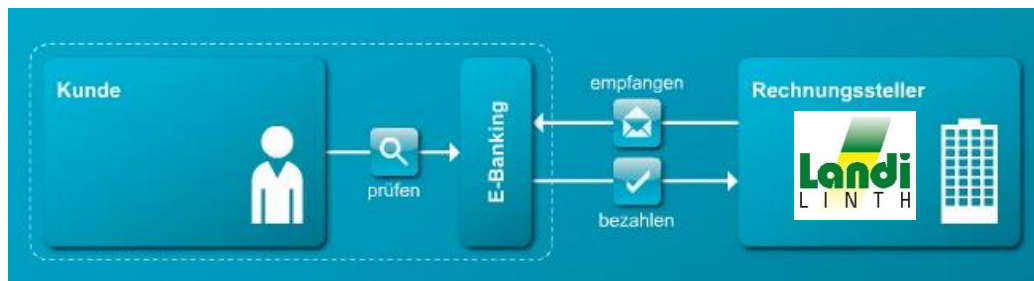 Kunde
prüfen
E-Banking
empfangen
bezahlen
Rechnungssteller
Landi
LINTH